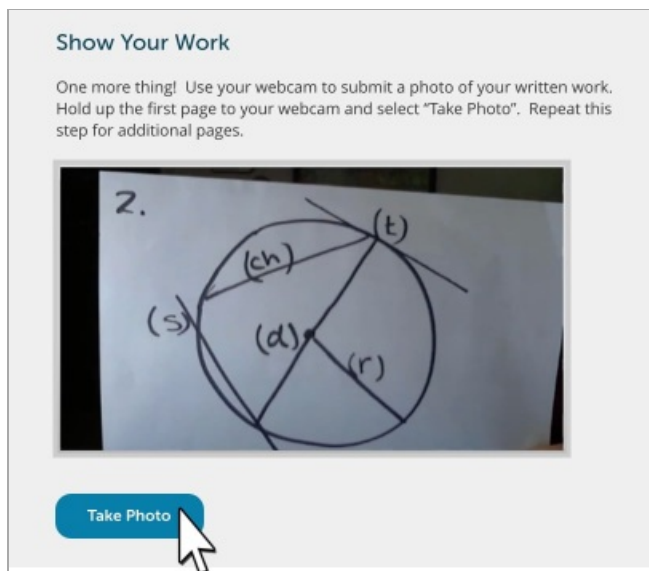 Show Your Work
One more thing! Use your webcam to submit a photo of your written work.
Hold up the first page to your webcam and select “Take Photo”. Repeat this
step for additional pages.
2.
(t)
(ch)
(s)
(d)
(r)
Take Photo